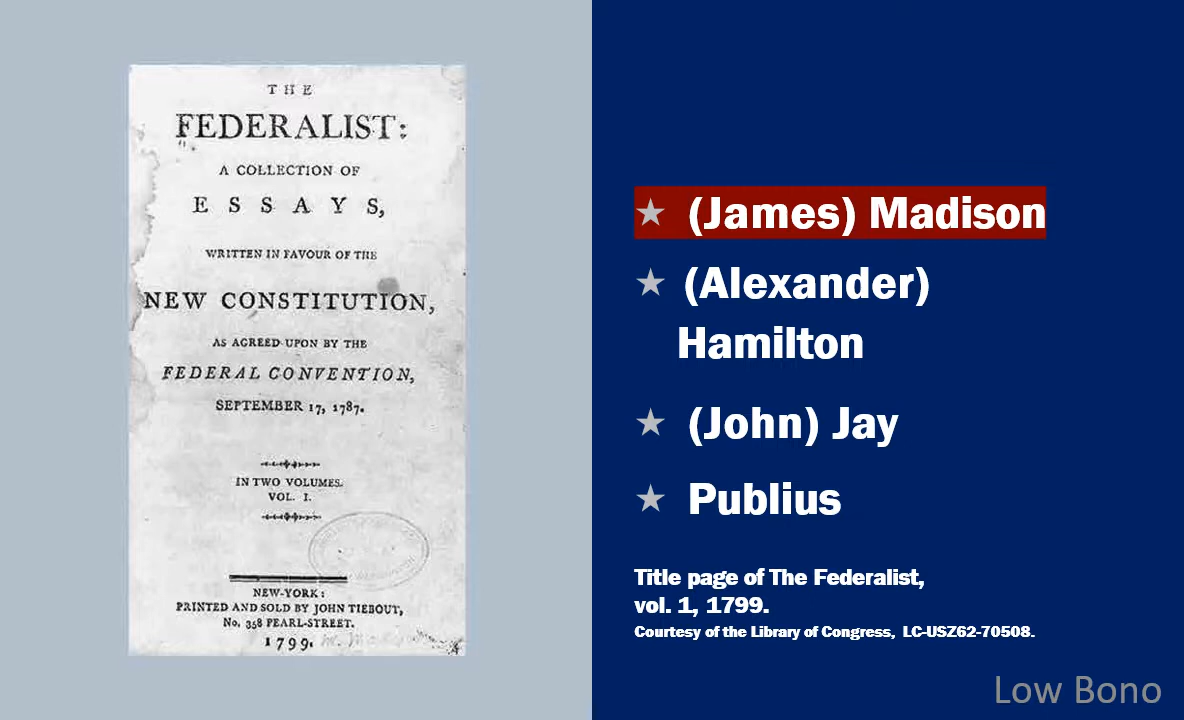 THE
FEDERALIST:
A COLLECTION OF
ESSAYS,
WRITTEN IN FAVOUR OF THE
NEW CONSTITUTION,
AS AGREED UPON BY THE
FEDERAL CONVENTION,
SEPTEMBER 17, 1787.
IN TWO VOLUMES.
VOL. I.
NEW-YORK:
PRINTED AND SOLD BY JOHN TIEBOUT,
No. 358 PEARL-STREET.
1799.
★ (James) Madison
★ (Alexander)
Hamilton
★ (John) Jay
★ Publius
Title page of The Federalist,
vol. 1, 1799.
Courtesy of the Library of Congress, LC-USZ62-70508.
Low Bono